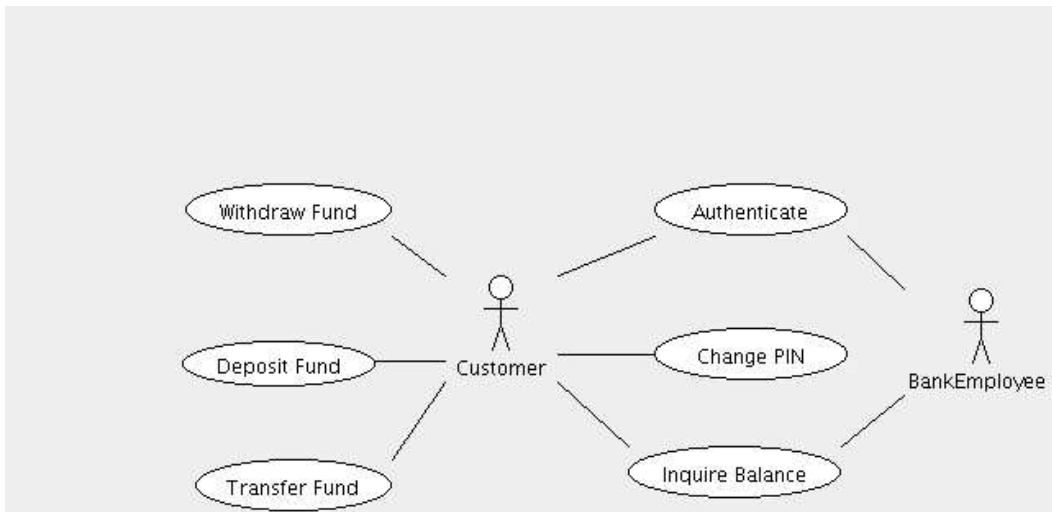 Withdraw Fund
Authenticate
Deposit Fund
Customer
Change PIN
BankEmployee
Transfer Fund
Inquire Balance